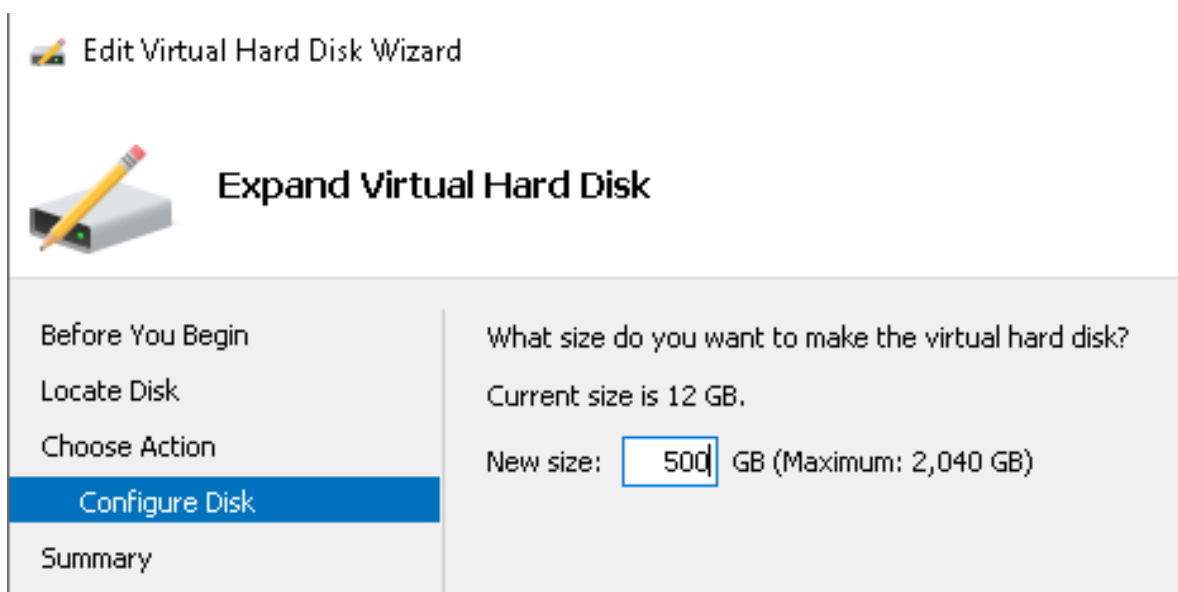 Edit Virtual Hard Disk Wizard
Expand Virtual Hard Disk
Before You Begin
Locate Disk
Choose Action
Configure Disk
Summary
What size do you want to make the virtual hard disk?
Current size is 12 GB.
New size: 500 GB (Maximum: 2,040 GB)